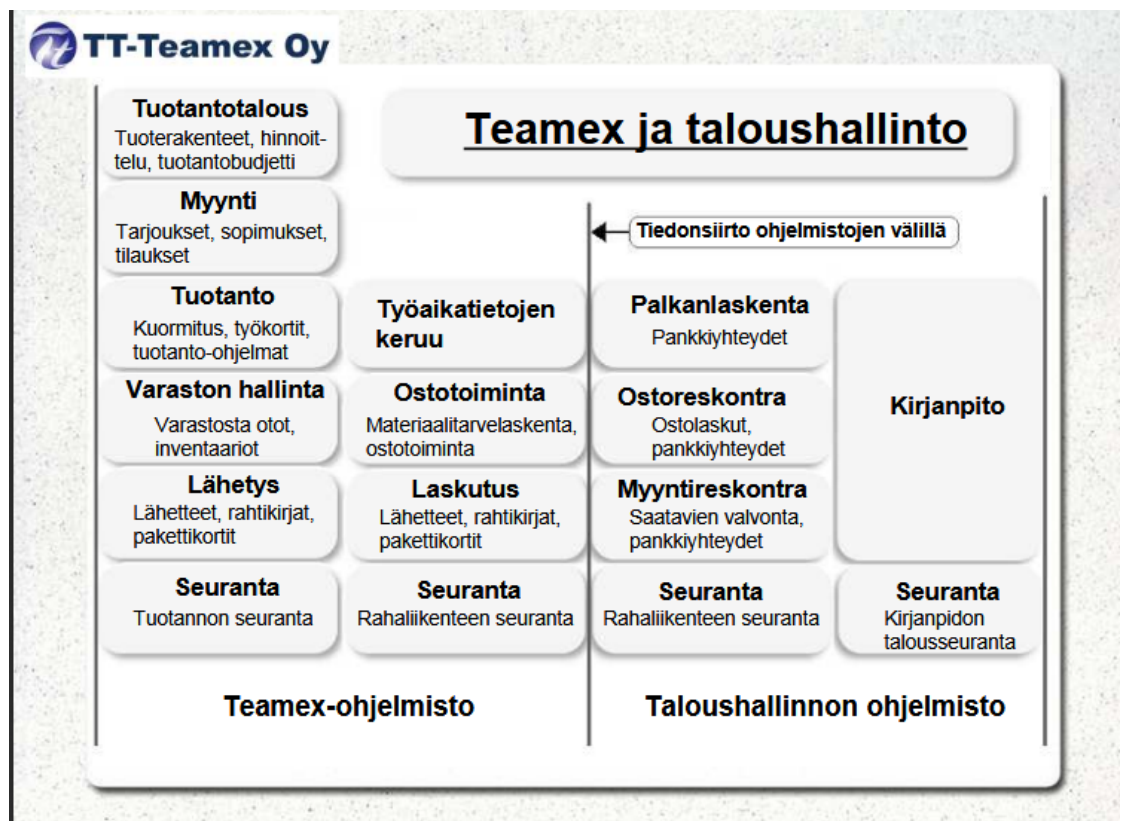 TT-Teamex Oy
Teamex ja taloushallinto
Tuotantotalous
Tuoterakenteet, hinnoit-
telu, tuotantobudjetti
Myynti
Tarjoukset, sopimukset,
tilaukset
Tiedonsiirto ohjelmistojen välillä
Tuotanto
Kuormitus, työkortit,
tuotanto-ohjelmat
Työaikatietojen
keruu
Palkanlaskenta
Pankkiyhteydet
Varaston hallinta
Varastosta otot,
inventaariot
Ostotoiminta
Materiaalitarvelaskenta,
ostotoiminta
Ostoreskontra
Ostolaskut,
pankkiyhteydet
Kirjanpito
Lähetys
Lähetteet, rahtikirjat,
pakettikortit
Laskutus
Lähetteet, rahtikirjat,
pakettikortit
Myyntireskontra
Saatavien valvonta,
pankkiyhteydet
Seuranta
Tuotannon seuranta
Seuranta
Rahaliikenteen seuranta
Seuranta
Rahaliikenteen seuranta
Seuranta
Kirjanpidon
talousseuranta
Teamex-ohjelmisto
Taloushallinnon ohjelmisto